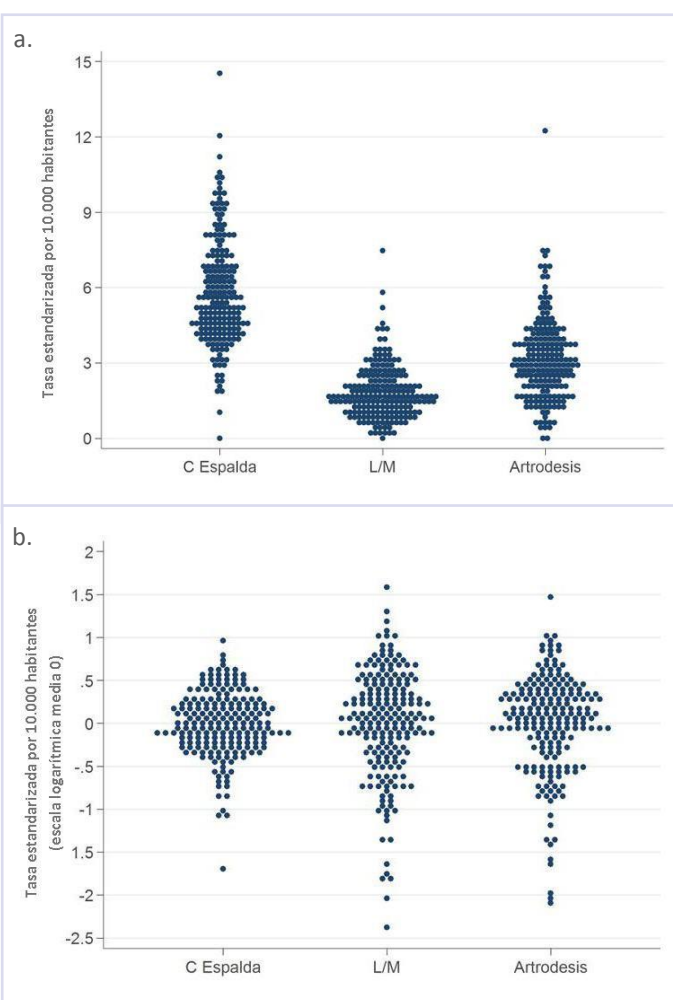 a.
Tasa estandarizada por 10.000 habitantes
15
12
9
6
3
0
C Espalda
L/M
Artrodesis
b.
Tasa estandarizada por 10.000 habitantes
(escala logarítmica media 0)
2
1.5
1
.5
0
-.5
-1
1.5
-2
-2.5
C Espalda
L/M
Artrodesis